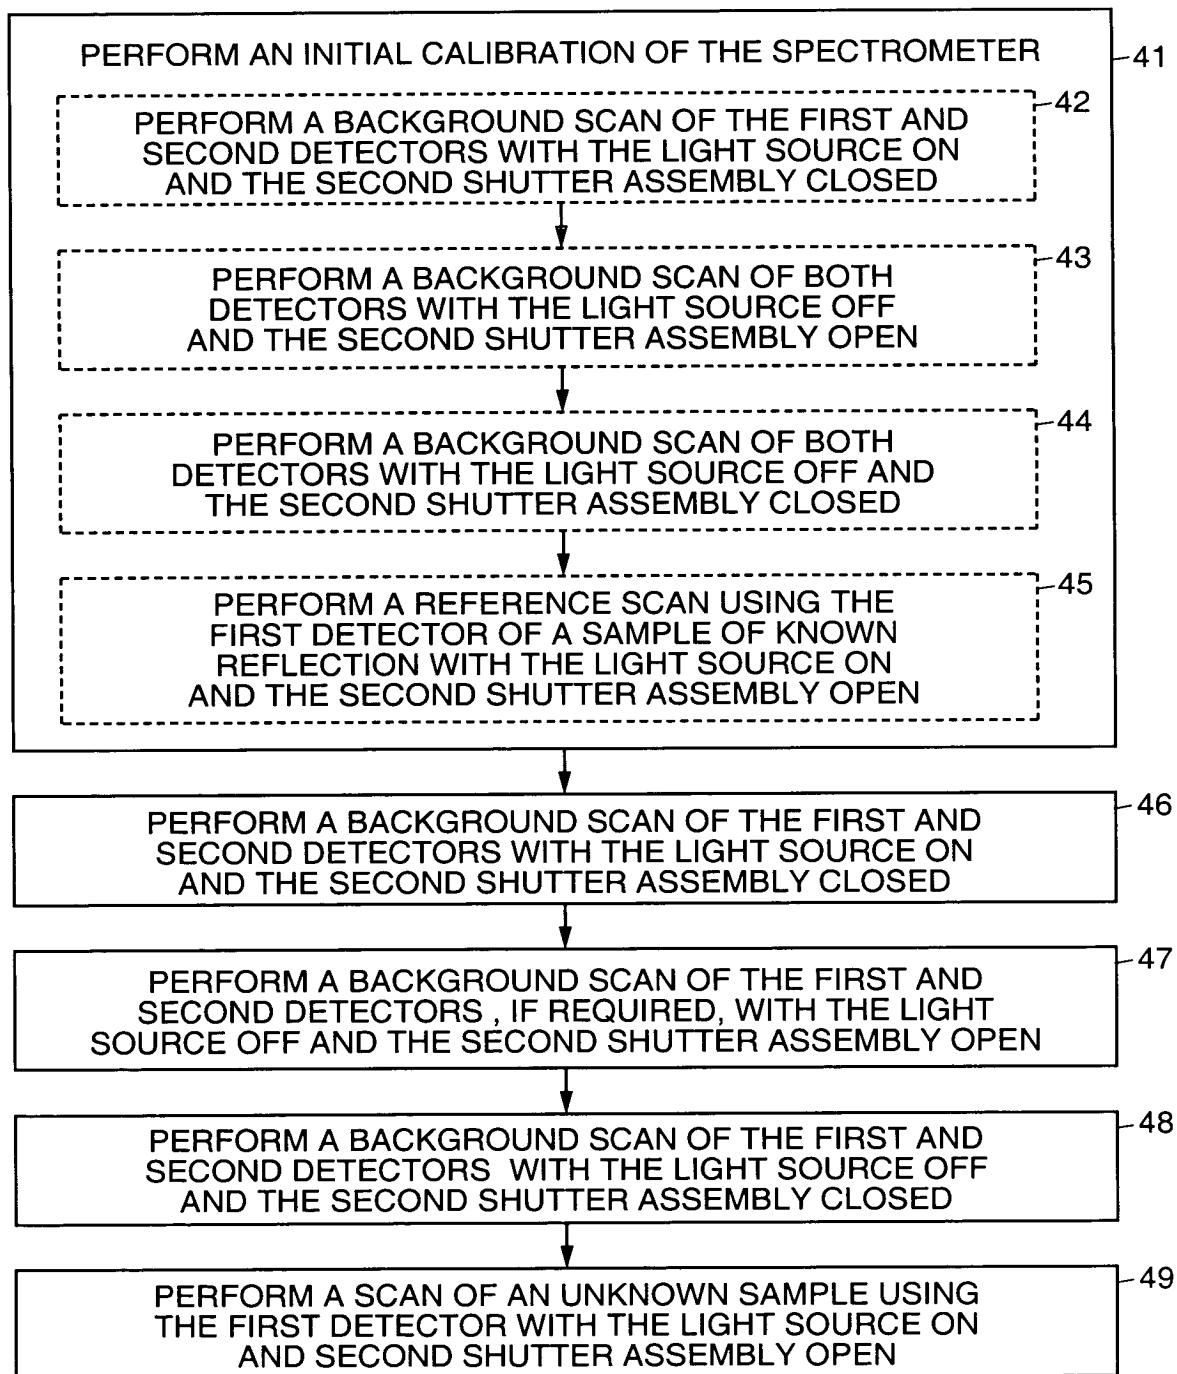 PERFORM AN INITIAL CALIBRATION OF THE SPECTROMETER
41
PERFORM A BACKGROUND SCAN OF THE FIRST AND
SECOND DETECTORS WITH THE LIGHT SOURCE ON
AND THE SECOND SHUTTER ASSEMBLY CLOSED
42
PERFORM A BACKGROUND SCAN OF BOTH
DETECTORS WITH THE LIGHT SOURCE OFF
AND THE SECOND SHUTTER ASSEMBLY OPEN
43
PERFORM A BACKGROUND SCAN OF BOTH
DETECTORS WITH THE LIGHT SOURCE OFF AND
THE SECOND SHUTTER ASSEMBLY CLOSED
44
PERFORM A REFERENCE SCAN USING THE
FIRST DETECTOR OF A SAMPLE OF KNOWN
REFLECTION WITH THE LIGHT SOURCE ON
AND THE SECOND SHUTTER ASSEMBLY OPEN
45
PERFORM A BACKGROUND SCAN OF THE FIRST AND
SECOND DETECTORS WITH THE LIGHT SOURCE ON
AND THE SECOND SHUTTER ASSEMBLY CLOSED
46
PERFORM A BACKGROUND SCAN OF THE FIRST AND
SECOND DETECTORS , IF REQUIRED, WITH THE LIGHT
SOURCE OFF AND THE SECOND SHUTTER ASSEMBLY OPEN
47
PERFORM A BACKGROUND SCAN OF THE FIRST AND
SECOND DETECTORS WITH THE LIGHT SOURCE OFF
AND THE SECOND SHUTTER ASSEMBLY CLOSED
48
PERFORM A SCAN OF AN UNKNOWN SAMPLE USING
THE FIRST DETECTOR WITH THE LIGHT SOURCE ON
AND SECOND SHUTTER ASSEMBLY OPEN
49